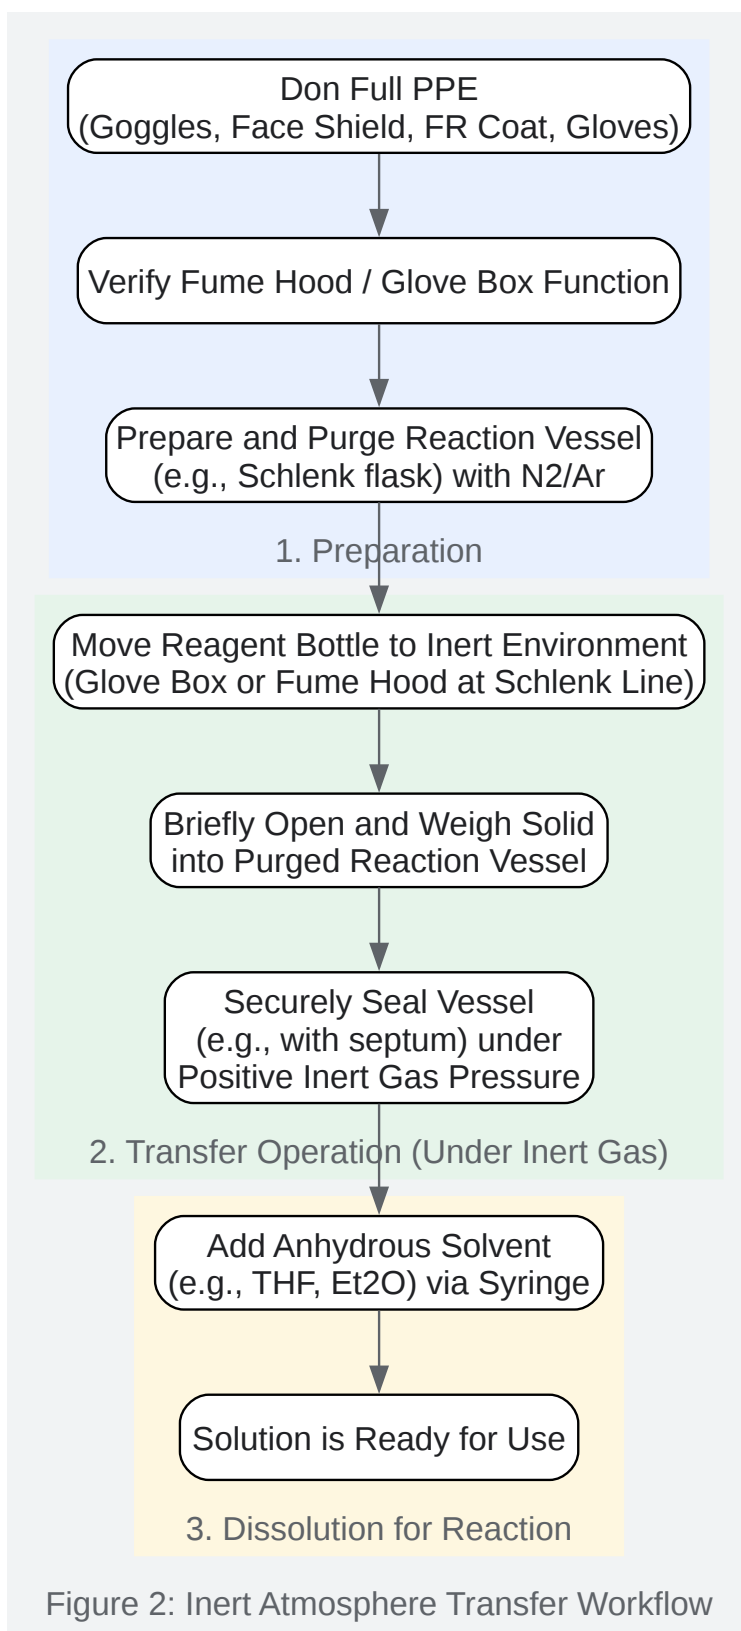 Don Full PPE
(Goggles, Face Shield, FR Coat, Gloves)
Verify Fume Hood / Glove Box Function
Prepare and Purge Reaction Vessel
(e.g., Schlenk flask) with N2/Ar
1. Preparation
Move Reagent Bottle to Inert Environment
(Glove Box or Fume Hood at Schlenk Line)
Briefly Open and Weigh Solid
into Purged Reaction Vessel
Securely Seal Vessel
(e.g., with septum) under
Positive Inert Gas Pressure
2. Transfer Operation (Under Inert Gas)
Add Anhydrous Solvent
(e.g., THF, Et2O) via Syringe
Solution is Ready for Use
3. Dissolution for Reaction
Figure 2: Inert Atmosphere Transfer Workflow